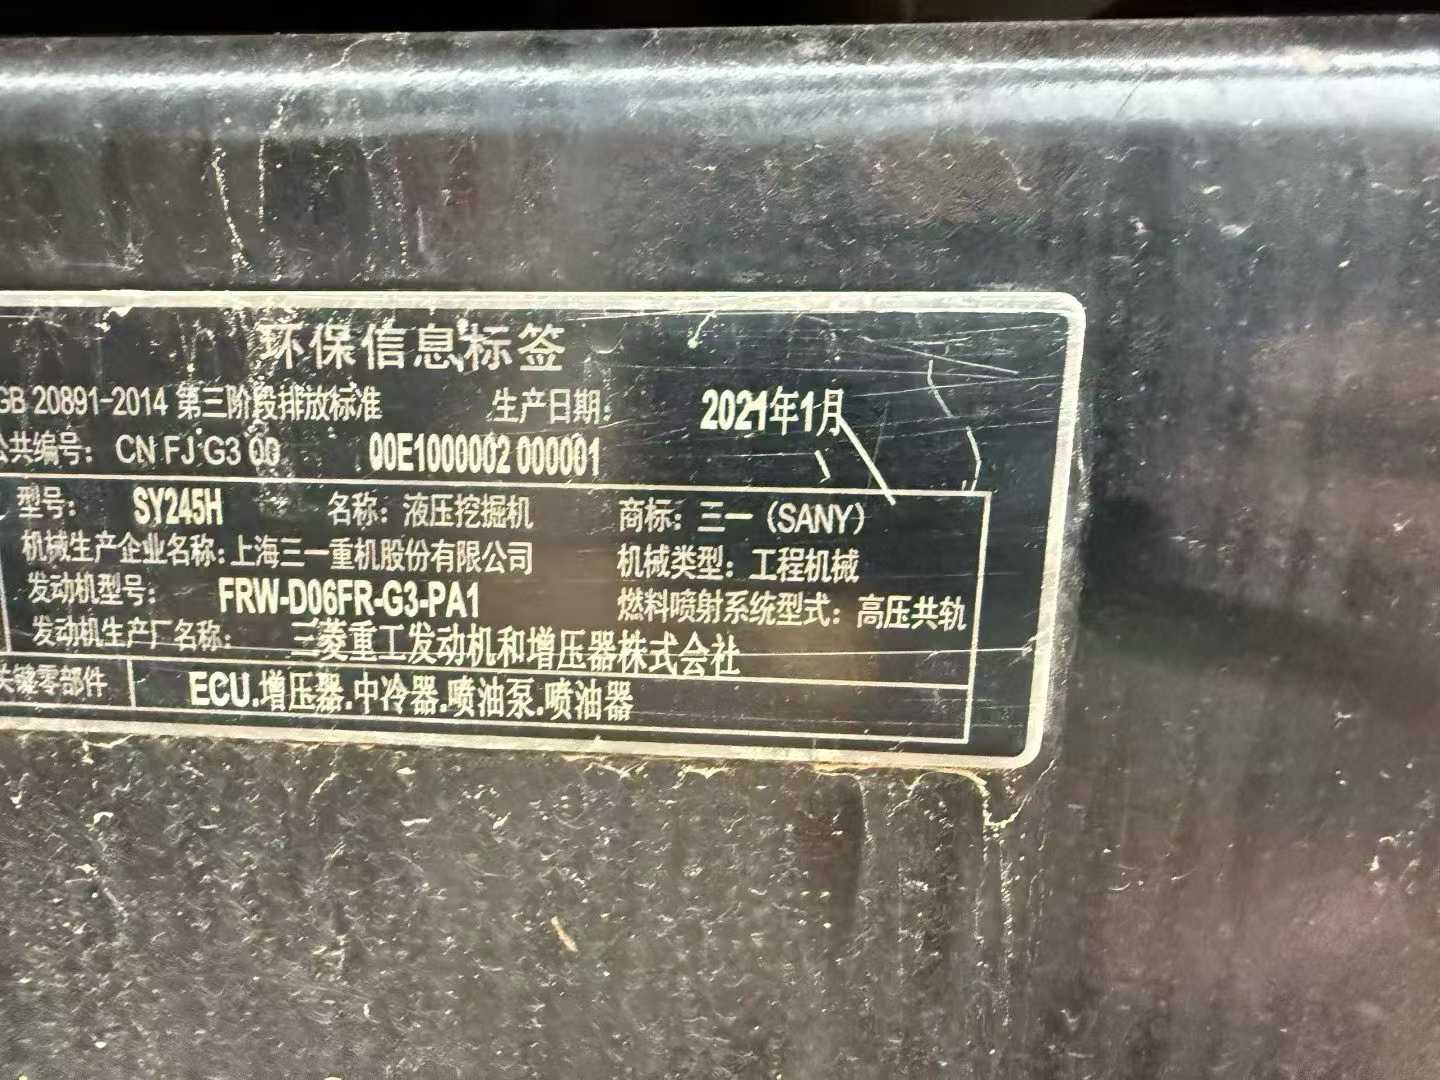 环保信息标签
GB 20891-2014 第三阶段排放标准 生产日期: 2021年1月
公共编号: CN FJ G3 00 00E1000002 000001
型号: SY245H 名称: 液压挖掘机 商标: 三一 (SANY)
机械生产企业名称: 上海三一重机股份有限公司 机械类型: 工程机械
发动机型号: FRW-D06FR-G3-PA1 燃料喷射系统型式: 高压共轨
发动机生产厂名称: 三菱重工发动机和增压器株式会社
关键零部件 ECU.增压器.中冷器.喷油泵.喷油器